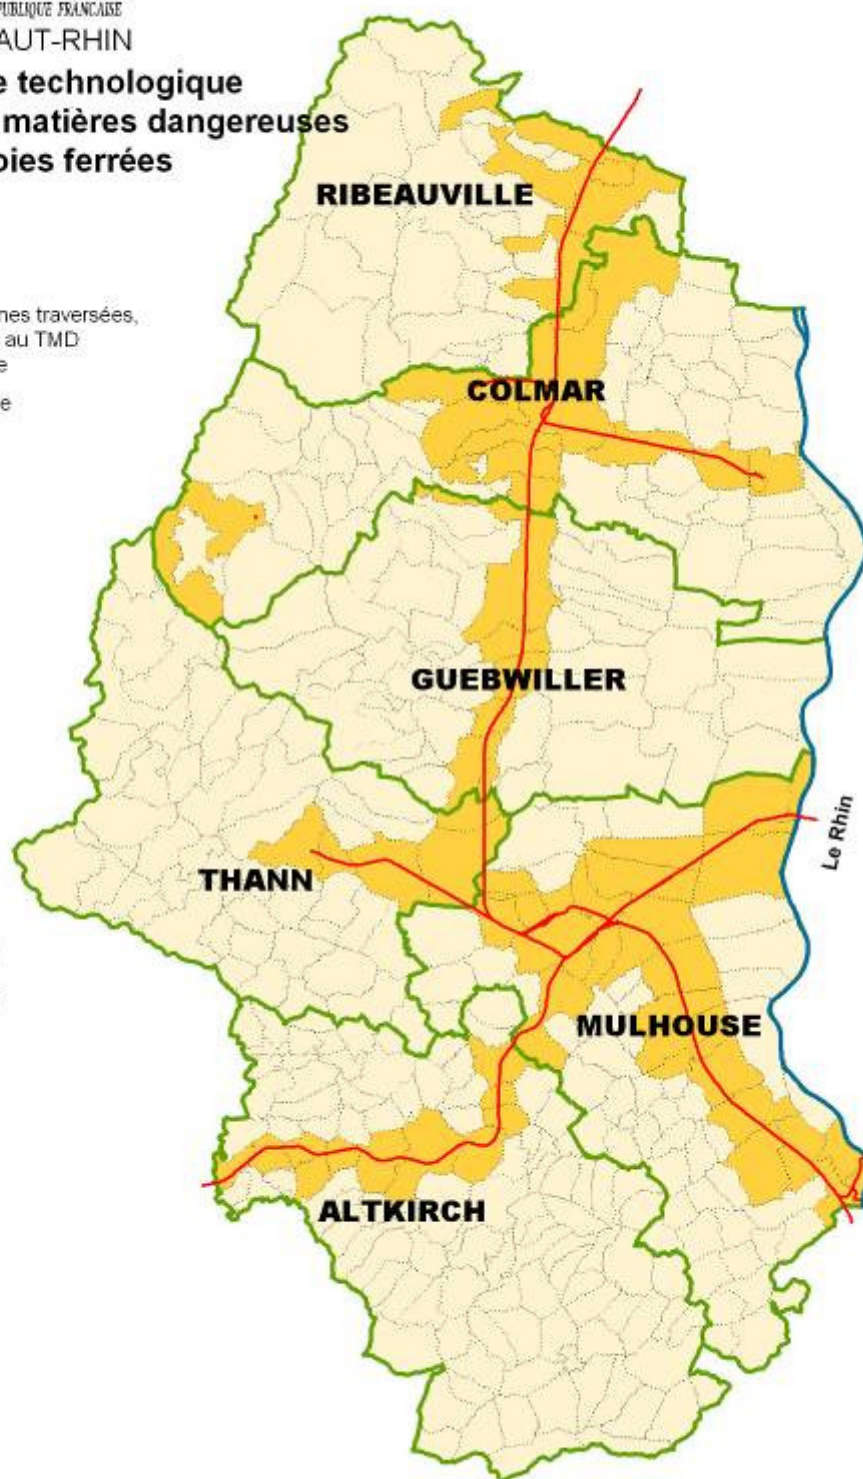 PUBLIQUE FRANCAISE
AUT-RHIN
e technologique
matières dangereuses
oies ferrées
nes traversées,
au TMD
e
e
RIBEAUVILLE
COLMAR
GUEBWILLER
Le Rhin
THANN
MULHOUSE
ALTKIRCH